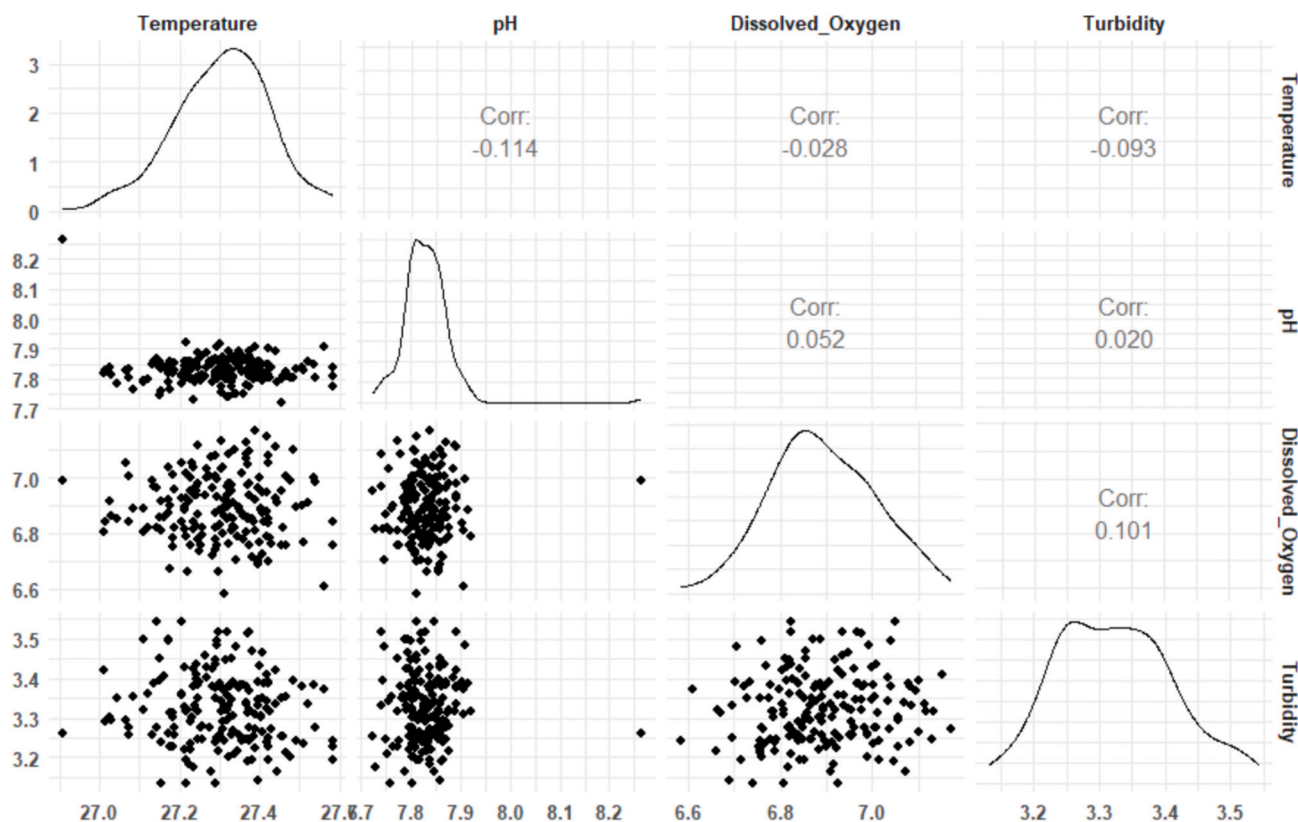 Temperature
pH
Dissolved_Oxygen
Turbidity
3
2
1
0
Corr:
-0.114
Corr:
-0.028
Corr:
-0.093
Temperature
8.2
8.1
8.0
7.9
7.8
7.7
Corr:
0.052
Corr:
0.020
pH
7.0
6.8
6.6
Corr:
0.101
Dissolved_Oxygen
3.5
3.4
3.3
3.2
Turbidity
27.0 27.2 27.4 27.6
7.7 7.8 7.9 8.0 8.1 8.2
6.6 6.8 7.0
3.2 3.3 3.4 3.5